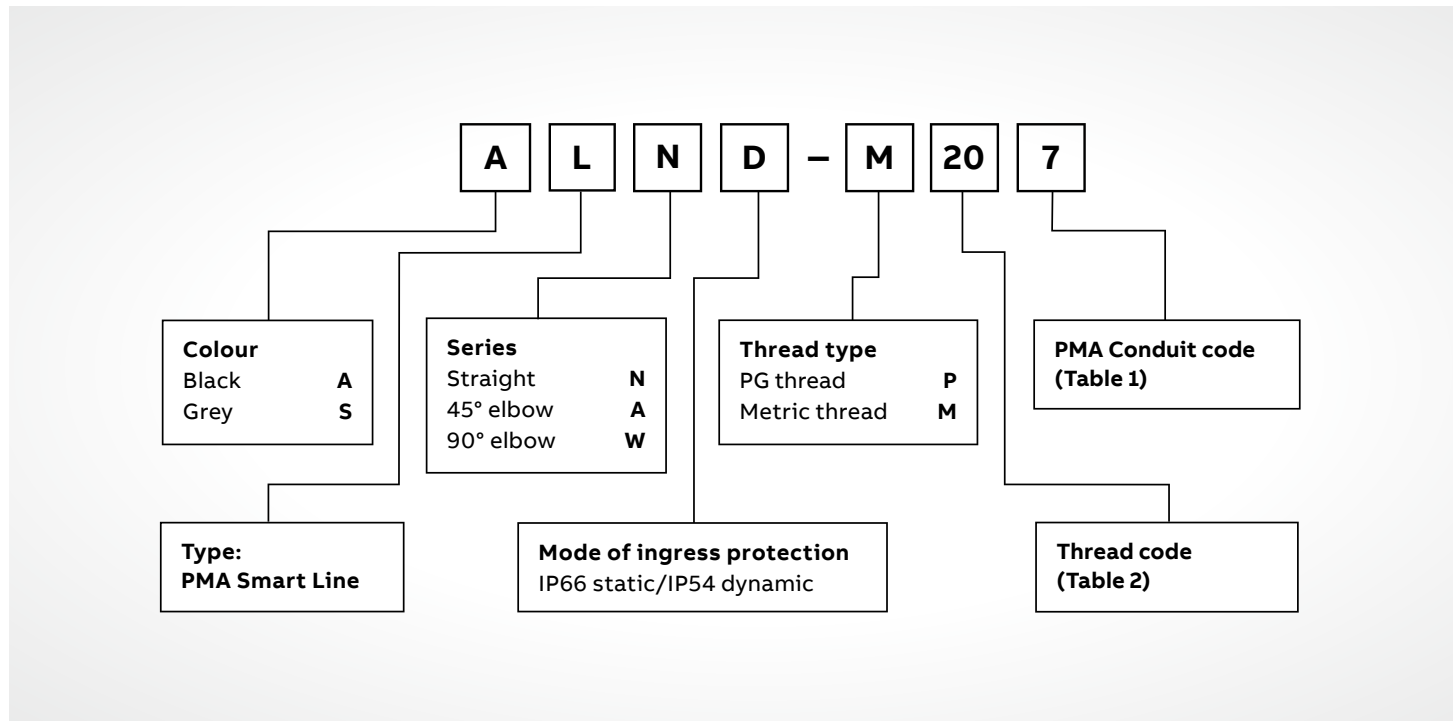 A L N D – M 20 7
Colour
Black A
Grey S
Series
Straight N
45° elbow A
90° elbow W
Thread type
PG thread P
Metric thread M
PMA Conduit code
(Table 1)
Type:
PMA Smart Line
Mode of ingress protection
IP66 static/IP54 dynamic
Thread code
(Table 2)